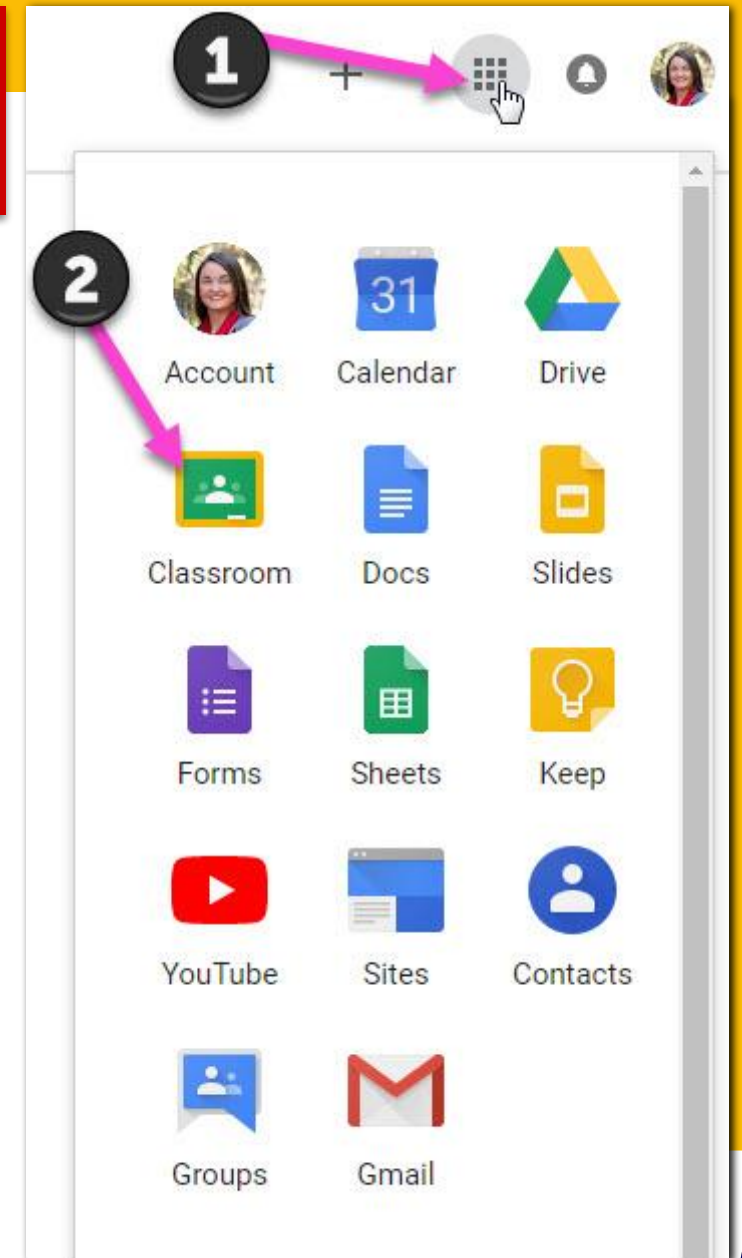 1
2
31
Account Calendar Drive
Classroom Docs Slides
Forms Sheets Keep
YouTube Sites Contacts
Groups Gmail